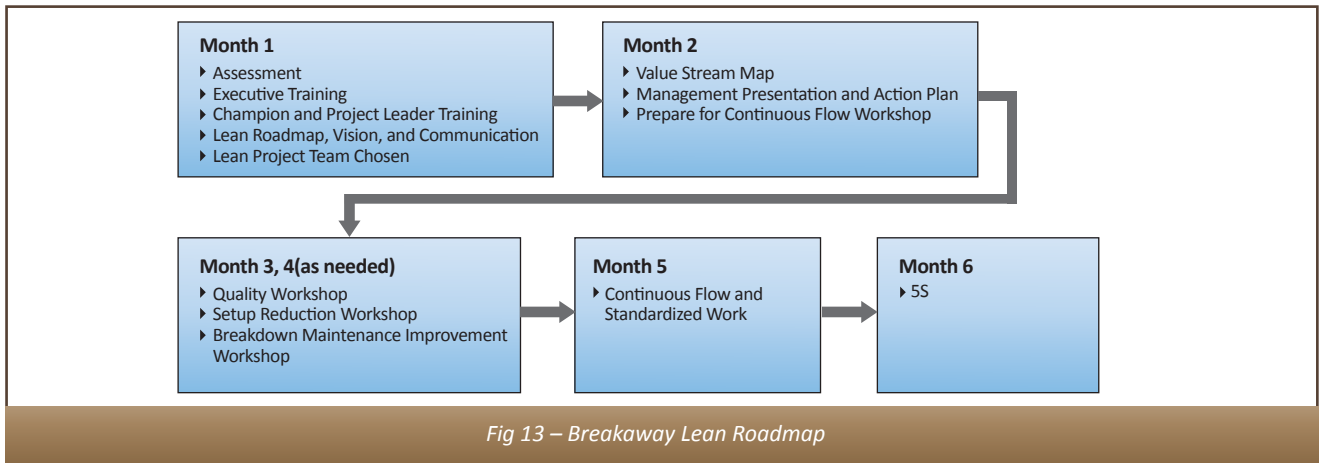 Month 1
‣ Assessment
‣ Executive Training
‣ Champion and Project Leader Training
‣ Lean Roadmap, Vision, and Communication
‣ Lean Project Team Chosen
Month 2
‣ Value Stream Map
‣ Management Presentation and Action Plan
‣ Prepare for Continuous Flow Workshop
Month 3, 4(as needed)
‣ Quality Workshop
‣ Setup Reduction Workshop
‣ Breakdown Maintenance Improvement
Workshop
Month 5
‣ Continuous Flow and
Standardized Work
Month 6
‣ 5S
Fig 13 – Breakaway Lean Roadmap